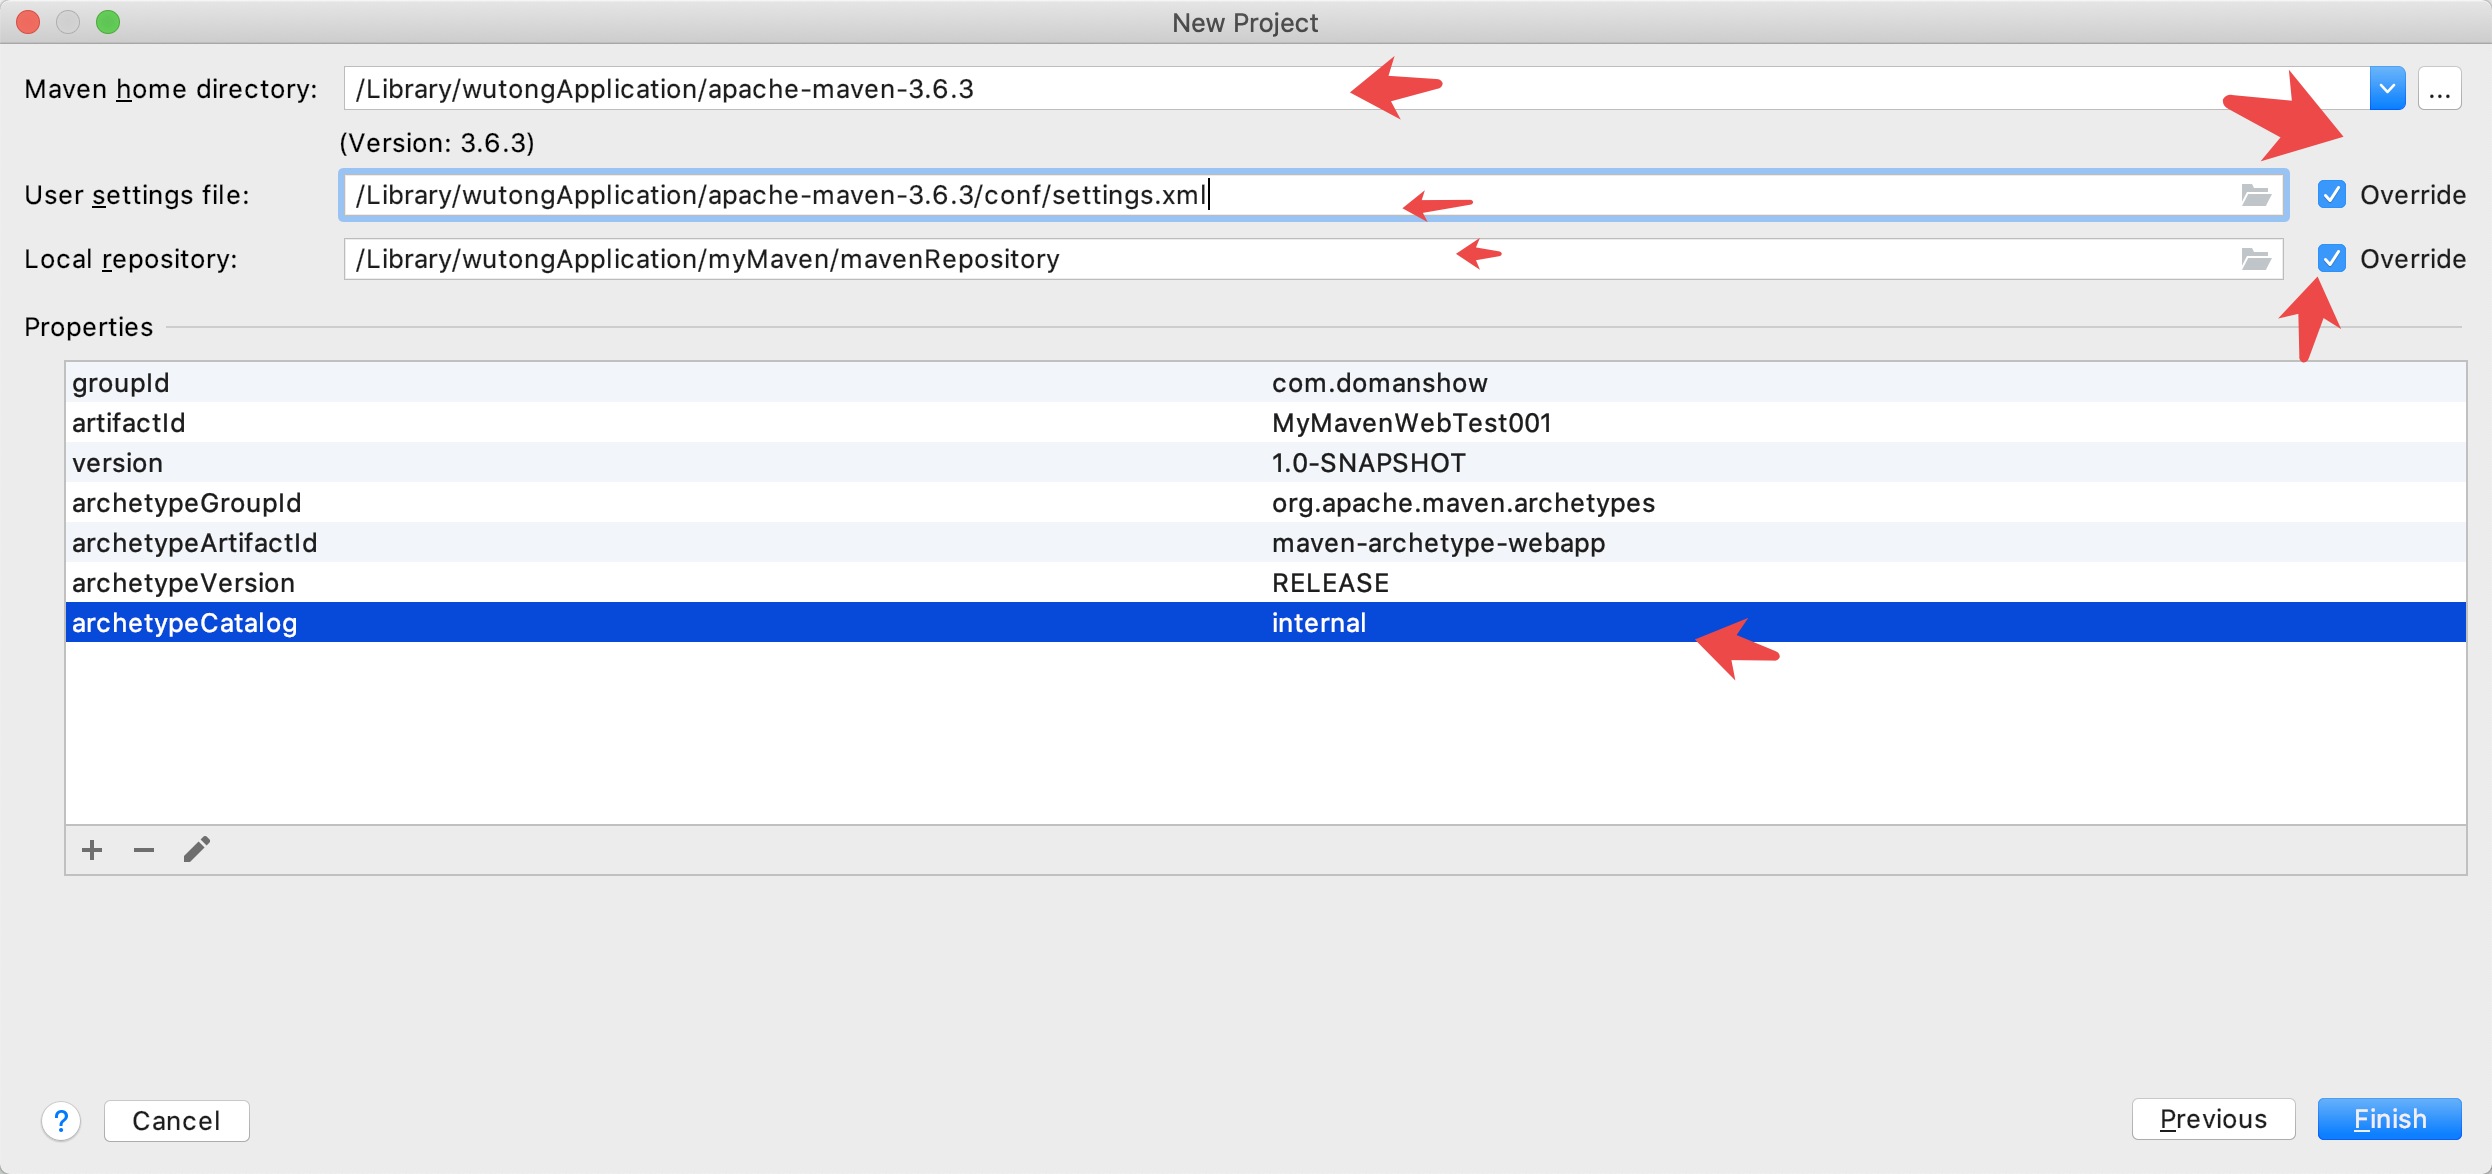 New Project
Maven home directory: /Library/wutongApplication/apache-maven-3.6.3 ...
(Version: 3.6.3)
User settings file: /Library/wutongApplication/apache-maven-3.6.3/conf/settings.xml Override
Local repository: /Library/wutongApplication/myMaven/mavenRepository Override
Properties
groupId com.domanshow
artifactId MyMavenWebTest001
version 1.0-SNAPSHOT
archetypeGroupId org.apache.maven.archetypes
archetypeArtifactId maven-archetype-webapp
archetypeVersion RELEASE
archetypeCatalog internal
? Cancel Previous Finish